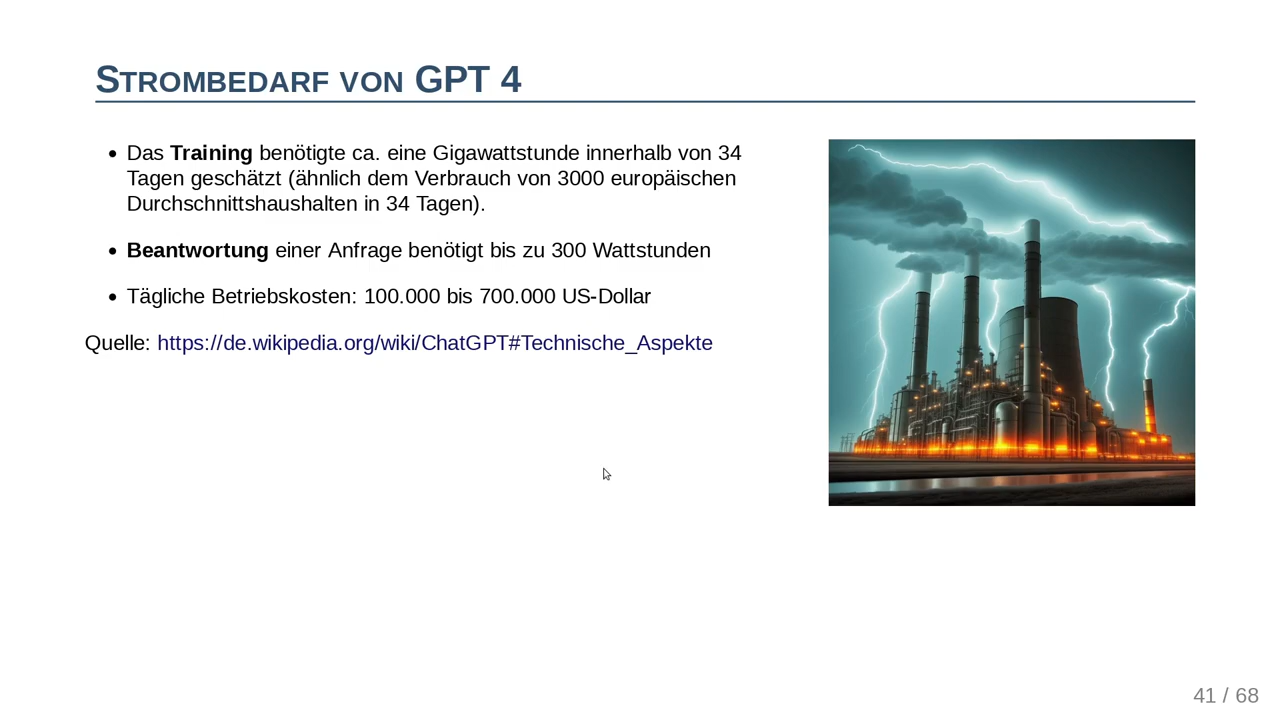 Strombedarf von GPT 4
• Das Training benötigte ca. eine Gigawattstunde innerhalb von 34
Tagen geschätzt (ähnlich dem Verbrauch von 3000 europäischen
Durchschnittshaushalten in 34 Tagen).
• Beantwortung einer Anfrage benötigt bis zu 300 Wattstunden
• Tägliche Betriebskosten: 100.000 bis 700.000 US-Dollar
Quelle: https://de.wikipedia.org/wiki/ChatGPT#Technische_Aspekte
41 / 68